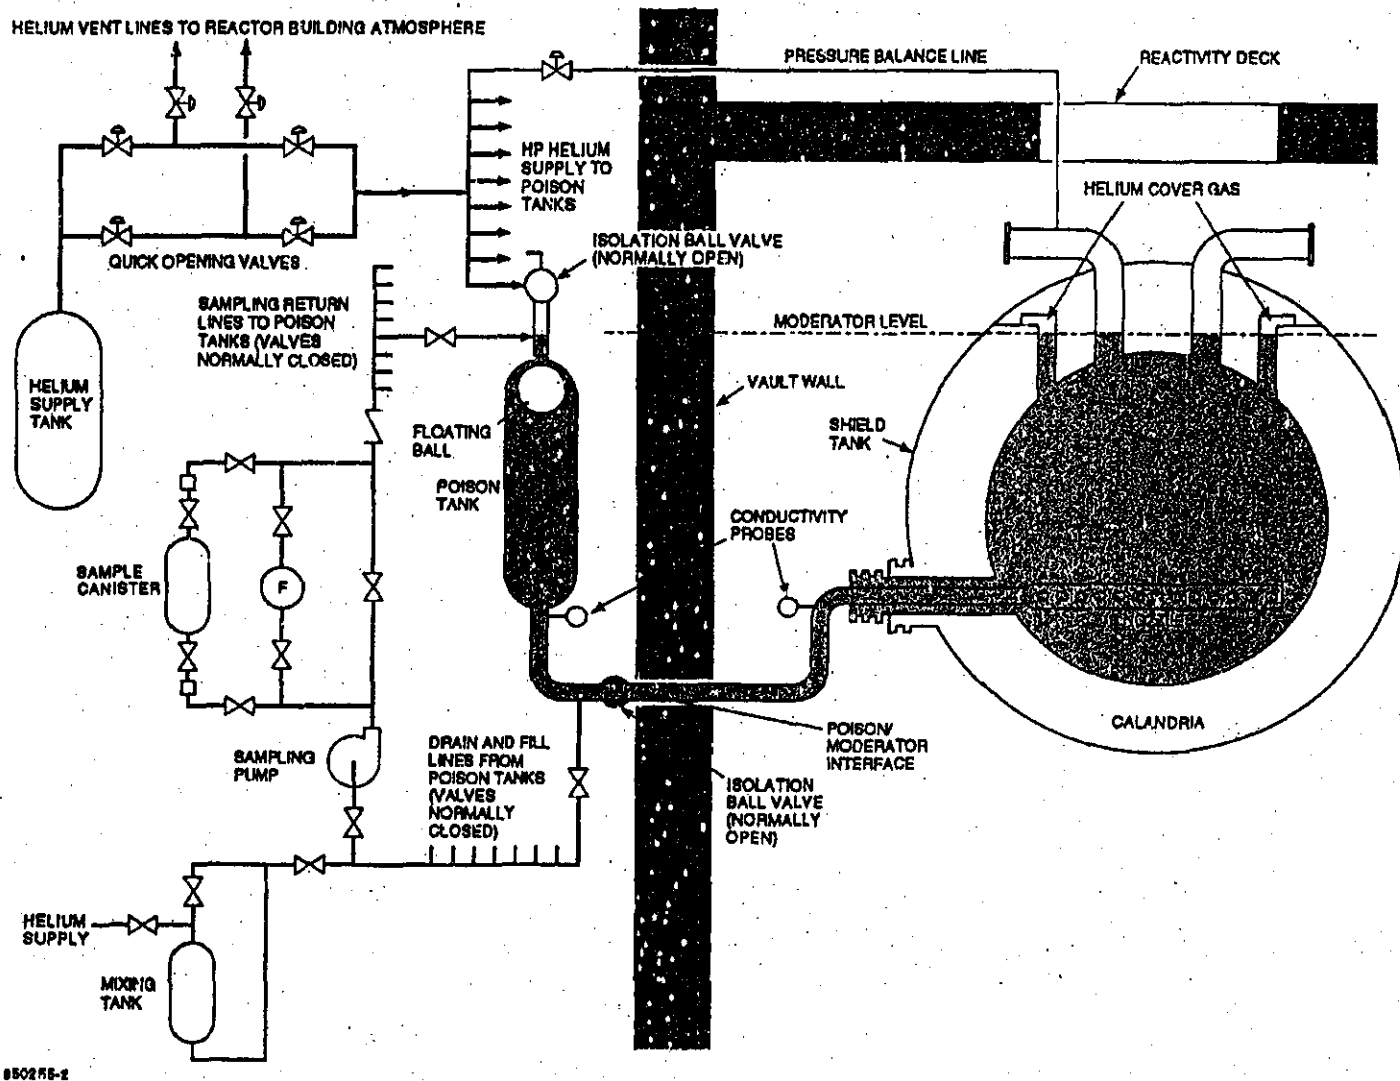 HELIUM VENT LINES TO REACTOR BUILDING ATMOSPHERE
PRESSURE BALANCE LINE
REACTIVITY DECK
HP HELIUM
SUPPLY TO
POISON
TANKS
HELIUM COVER GAS
ISOLATION BALL VALVE
(NORMALLY OPEN)
QUICK OPENING VALVES
SAMPLING RETURN
LINES TO POISON
TANKS (VALVES
NORMALLY CLOSED)
MODERATOR LEVEL
HELIUM
SUPPLY
TANK
VAULT WALL
FLOATING
BALL
SHIELD
TANK
POISON
TANK
CONDUCTIVITY
PROBES
SAMPLE
CANISTER
F
CALANDRIA
POISON/
MODERATOR
INTERFACE
SAMPLING
PUMP
DRAIN AND FILL
LINES FROM
POISON TANKS
(VALVES
NORMALLY
CLOSED)
ISOLATION
BALL VALVE
(NORMALLY
OPEN)
HELIUM
SUPPLY
MIXING
TANK
850255-2